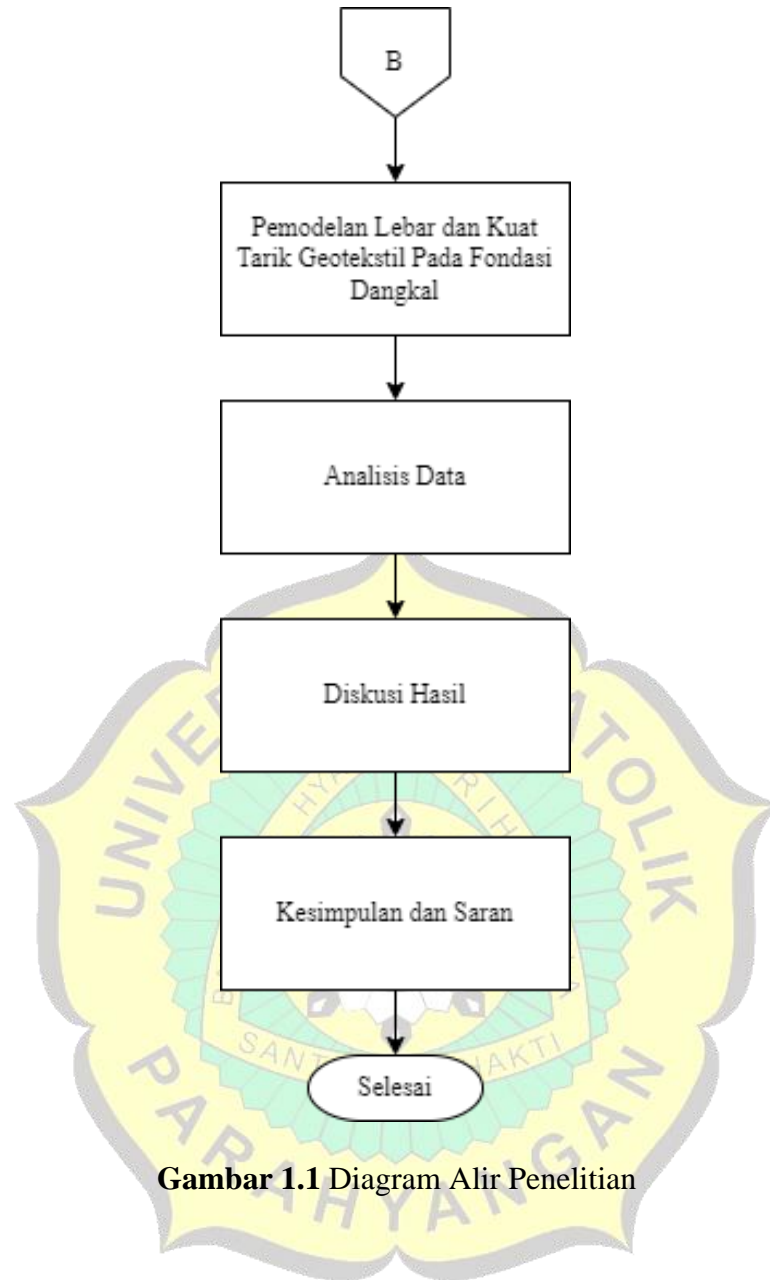 B
Pemodelan Lebar dan Kuat
Tarik Geotekstil Pada Fondasi
Dangkal
Analisis Data
Diskusi Hasil
Kesimpulan dan Saran
Selesai
Gambar 1.1 Diagram Alir Penelitian
PARAHYANGAN